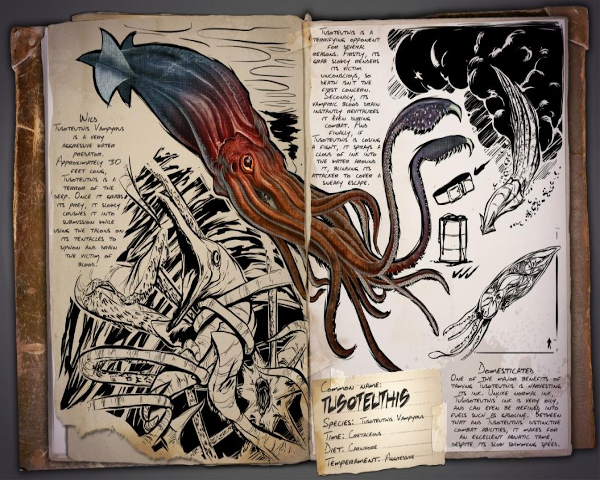 Wild
Tusoteuthis Vampyrus
is a very
aggressive water
predator.
Approximately 30
feet long,
Tusoteuthis is a
terror of the
deep. Once it grabs
its prey, it slowly
crushes it into
submission while
using the talons on
its tentacles to
siphon and drain
the victim of
blood.
Tusoteuthis is a
terrifying opponent
for several
reasons. Firstly, its
grab slowly renders
its victim
unconscious, so
death isn't the
first concern.
Secondly, its
vampiric blood drain
instantly revitalizes
it even during
combat. And
finally, if
Tusoteuthis is losing
a fight, it sprays a
cloud of ink into
the water around
it, blinding its
attacker to cover a
speedy escape.
Common name:
TUSOTEUTHIS
Species: Tusoteuthis Vampyrus
Time: Cretaceous
Diet: Carnivore
Temperament: Aggressive
Domesticated
One of the major benefits of
taming Tusoteuthis is harvesting
its ink. Unlike normal ink,
Tusoteuthis ink is very oily,
and can even be refined into
fuels such as gasoline. Between
that and Tusoteuthis distinctive
combat abilities, it makes for
an excellent aquatic tame,
despite its slow swimming speed.